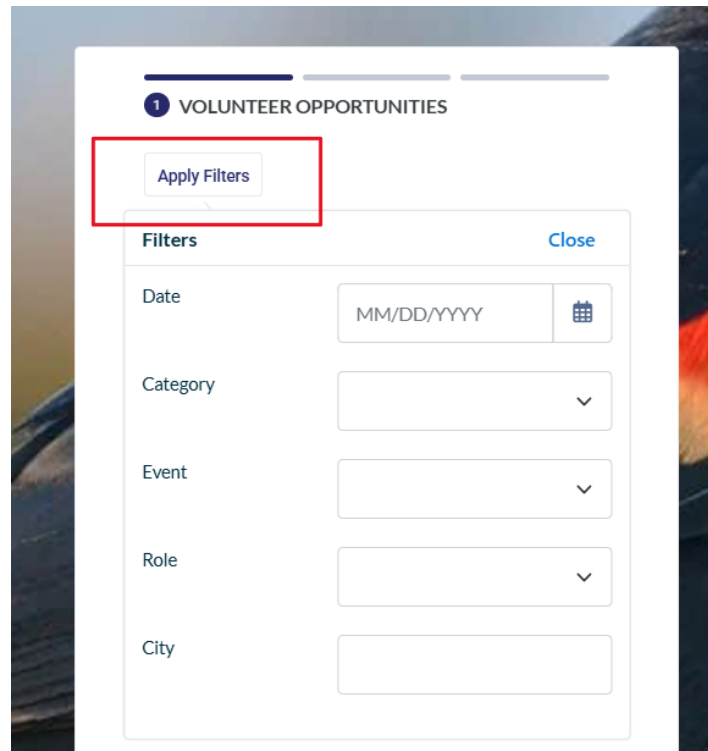 1 VOLUNTEER OPPORTUNITIES
Apply Filters
Filters Close
Date MM/DD/YYYY
Category
Event
Role
City